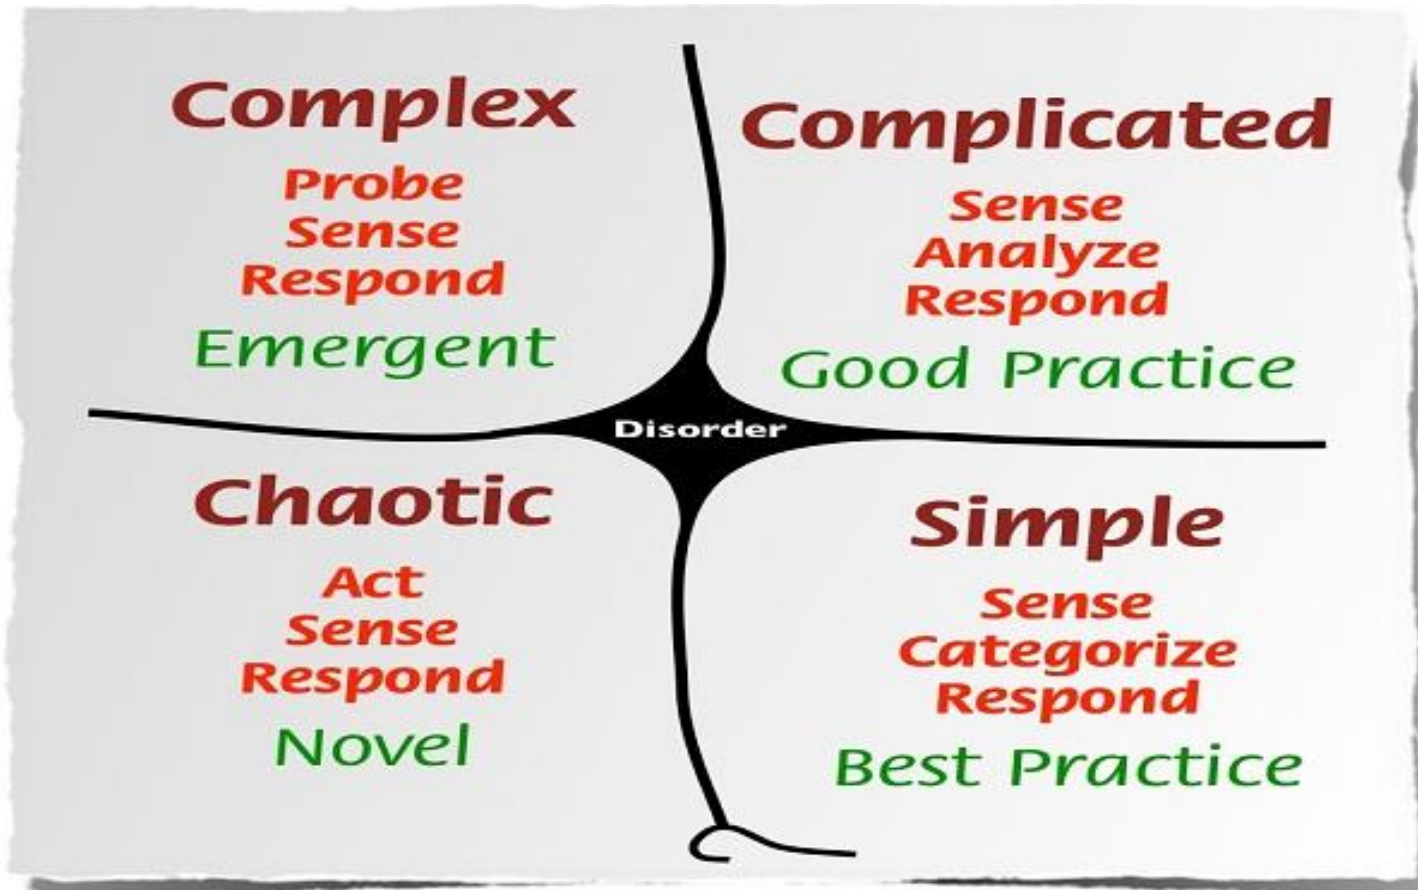 Complex
Probe
Sense
Respond
Emergent
Complicated
Sense
Analyze
Respond
Good Practice
Disorder
Chaotic
Act
Sense
Respond
Novel
Simple
Sense
Categorize
Respond
Best Practice